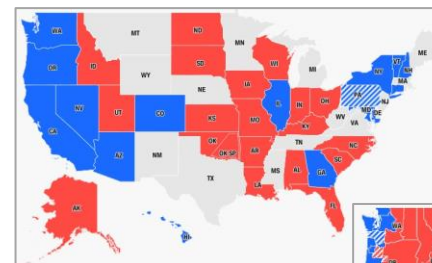 WA
MT
ND
MN
ME
OR
ID
SD
WI
MI
NY
VT
NH
MA
WY
IA
NE
PA
NJ
NV
UT
CO
IL
IN
OH
MD
DE
CA
KS
MO
KY
WV
VA
AZ
NM
OK
OK-SP
AR
TN
NC
SC
MS
AL
GA
TX
LA
AK
FL
HI
WA
OR